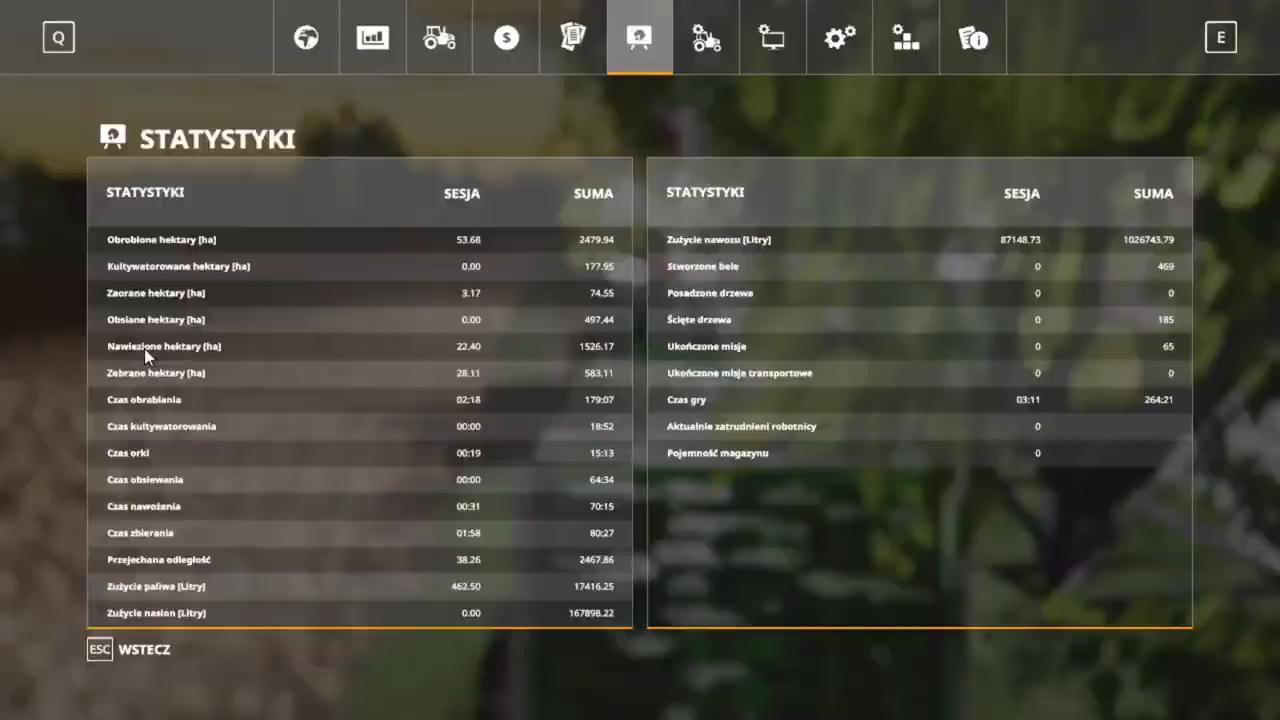 Q
E
STATYSTYKI
STATYSTYKI SESJA SUMA
Obrobione hektary [ha] 53.68 2479.94
Kultywatorowane hektary [ha] 0.00 177.95
Zaorane hektary [ha] 3.17 74.55
Obsiane hektary [ha] 0.00 497.44
Nawiezione hektary [ha] 22.40 1526.17
Zebrane hektary [ha] 28.11 583.11
Czas obrabiania 02:18 179:07
Czas kultywatorowania 00:00 18:52
Czas orki 00:19 15:13
Czas obsiewania 00:00 64:34
Czas nawożenia 00:31 70:15
Czas zbierania 01:58 80:27
Przejechana odległość 38.26 2467.86
Zużycie paliwa [Litry] 462.50 17416.25
Zużycie nasion [Litry] 0.00 167898.22
STATYSTYKI SESJA SUMA
Zużycie nawozu [Litry] 87148.73 1026743.79
Stworzone bele 0 469
Posadzone drzewa 0 0
Ścięte drzewa 0 185
Ukończone misje 0 65
Ukończone misje transportowe 0 0
Czas gry 03:11 264:21
Aktualnie zatrudnieni robotnicy 0
Pojemność magazynu 0
ESC WSTECZ